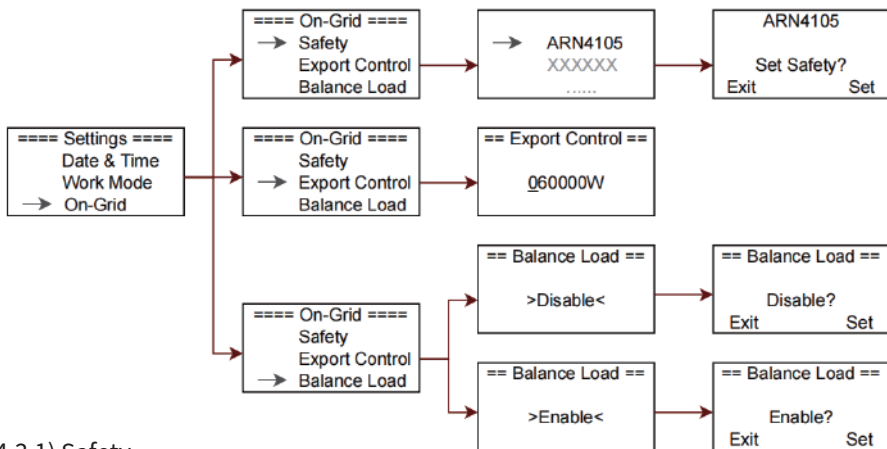 ==== On-Grid ====
Safety
Export Control
Balance Load
ARN4105
XXXXXX
......
ARN4105
Set Safety?
Exit Set
==== Settings ====
Date & Time
Work Mode
On-Grid
==== On-Grid ====
Safety
Export Control
Balance Load
== Export Control ==
060000W
==== On-Grid ====
Safety
Export Control
Balance Load
== Balance Load ==
>Disable<
== Balance Load ==
Disable?
Exit Set
== Balance Load ==
>Enable<
== Balance Load ==
Enable?
Exit Set